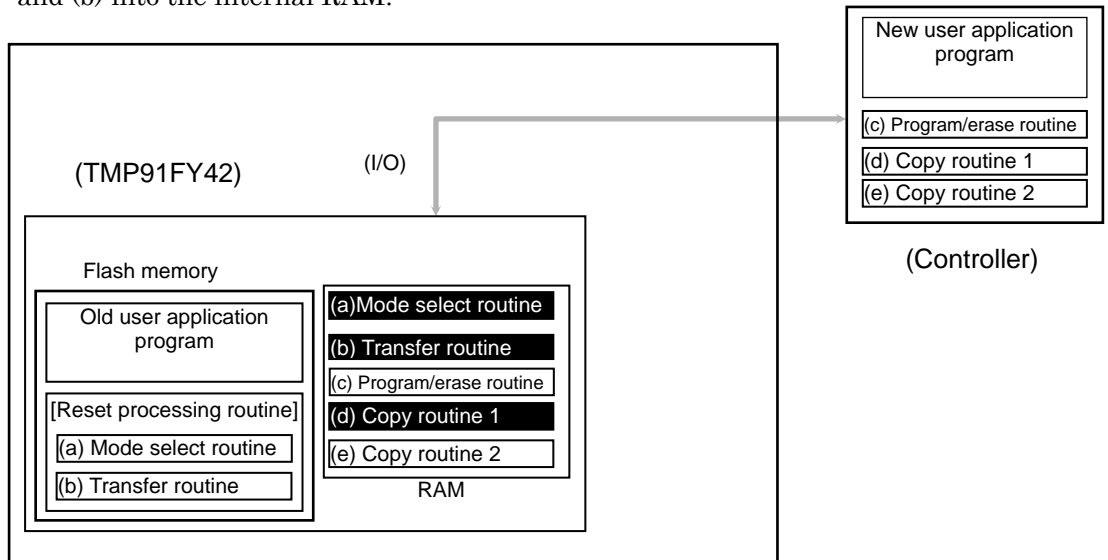 and (b) into the internal RAM.
New user application
program
(c) Program/erase routine
(d) Copy routine 1
(e) Copy routine 2
(Controller)
(I/O)
(TMP91FY42)
Flash memory
Old user application
program
[Reset processing routine]
(a) Mode select routine
(b) Transfer routine
(a)Mode select routine
(b) Transfer routine
(c) Program/erase routine
(d) Copy routine 1
(e) Copy routine 2
RAM